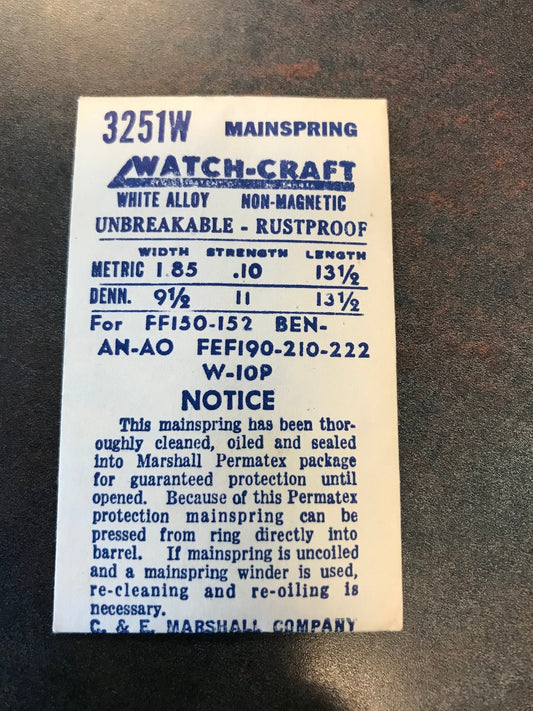 3251W MAINSPRING
WATCH-CRAFT
WHITE ALLOY NON-MAGNETIC
UNBREAKABLE - RUSTPROOF
WIDTH STRENGTH LENGTH
METRIC 1.85 .10 13½
DENN. 9½ 11 13½
For FF150-152 BEN-
AN-AO FEF190-210-222
W-10P
NOTICE
This mainspring has been thor-
oughly cleaned, oiled and sealed
into Marshall Permatex package
for guaranteed protection until
opened. Because of this Permatex
protection mainspring can be
pressed from ring directly into
barrel. If mainspring is uncoiled
and a mainspring winder is used,
re-cleaning and re-oiling is
necessary.
C. & E. MARSHALL COMPANY